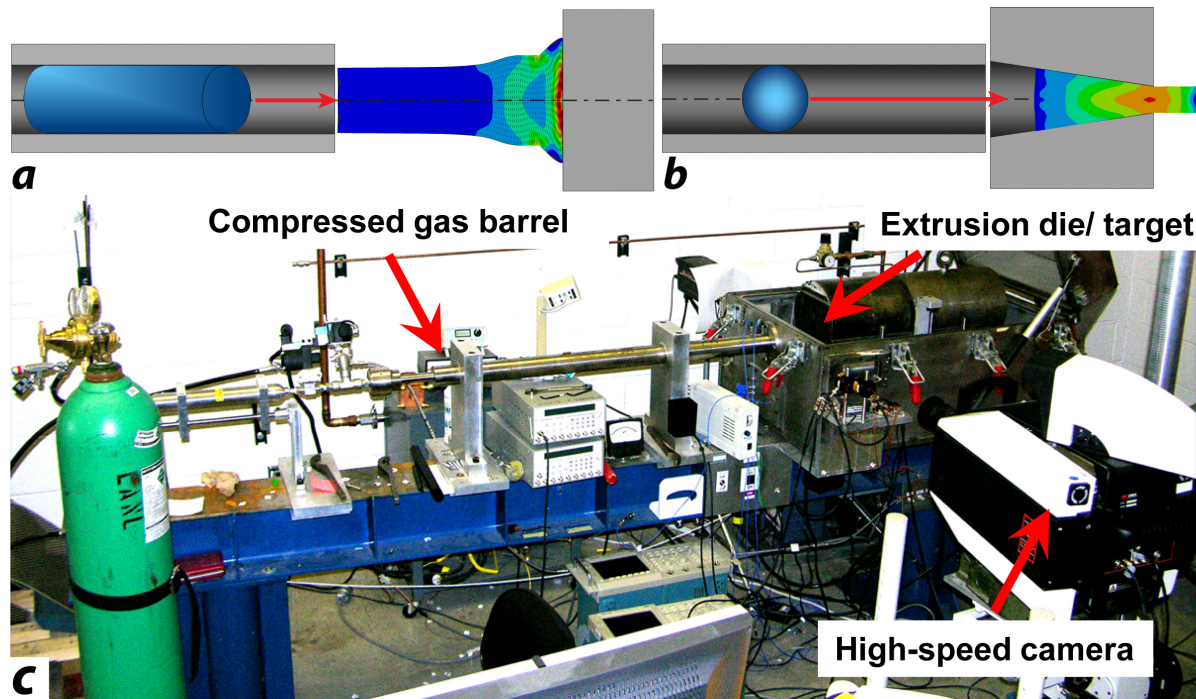 a
b
Compressed gas barrel
Extrusion die/ target
LANL
High-speed camera
c